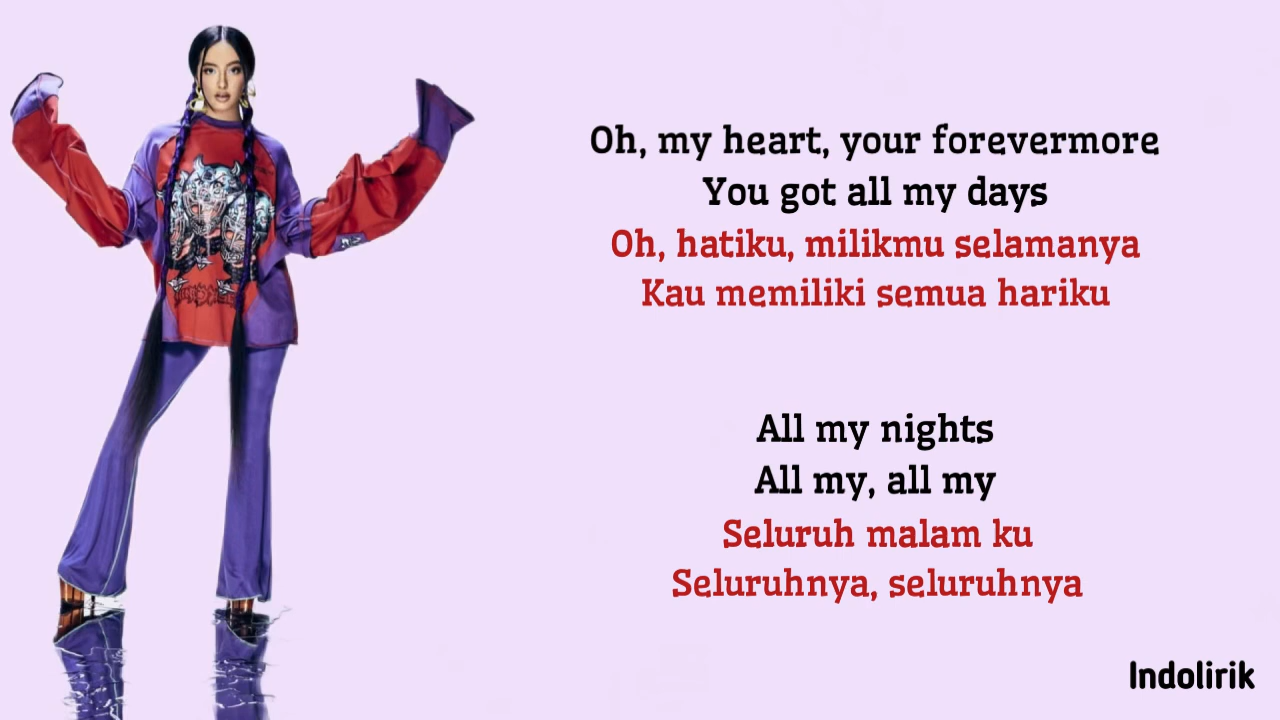 Oh, my heart, your forevermore
You got all my days
Oh, hatiku, milikmu selamanya
Kau memiliki semua hariku
All my nights
All my, all my
Seluruh malam ku
Seluruhnya, seluruhnya
Indolirik